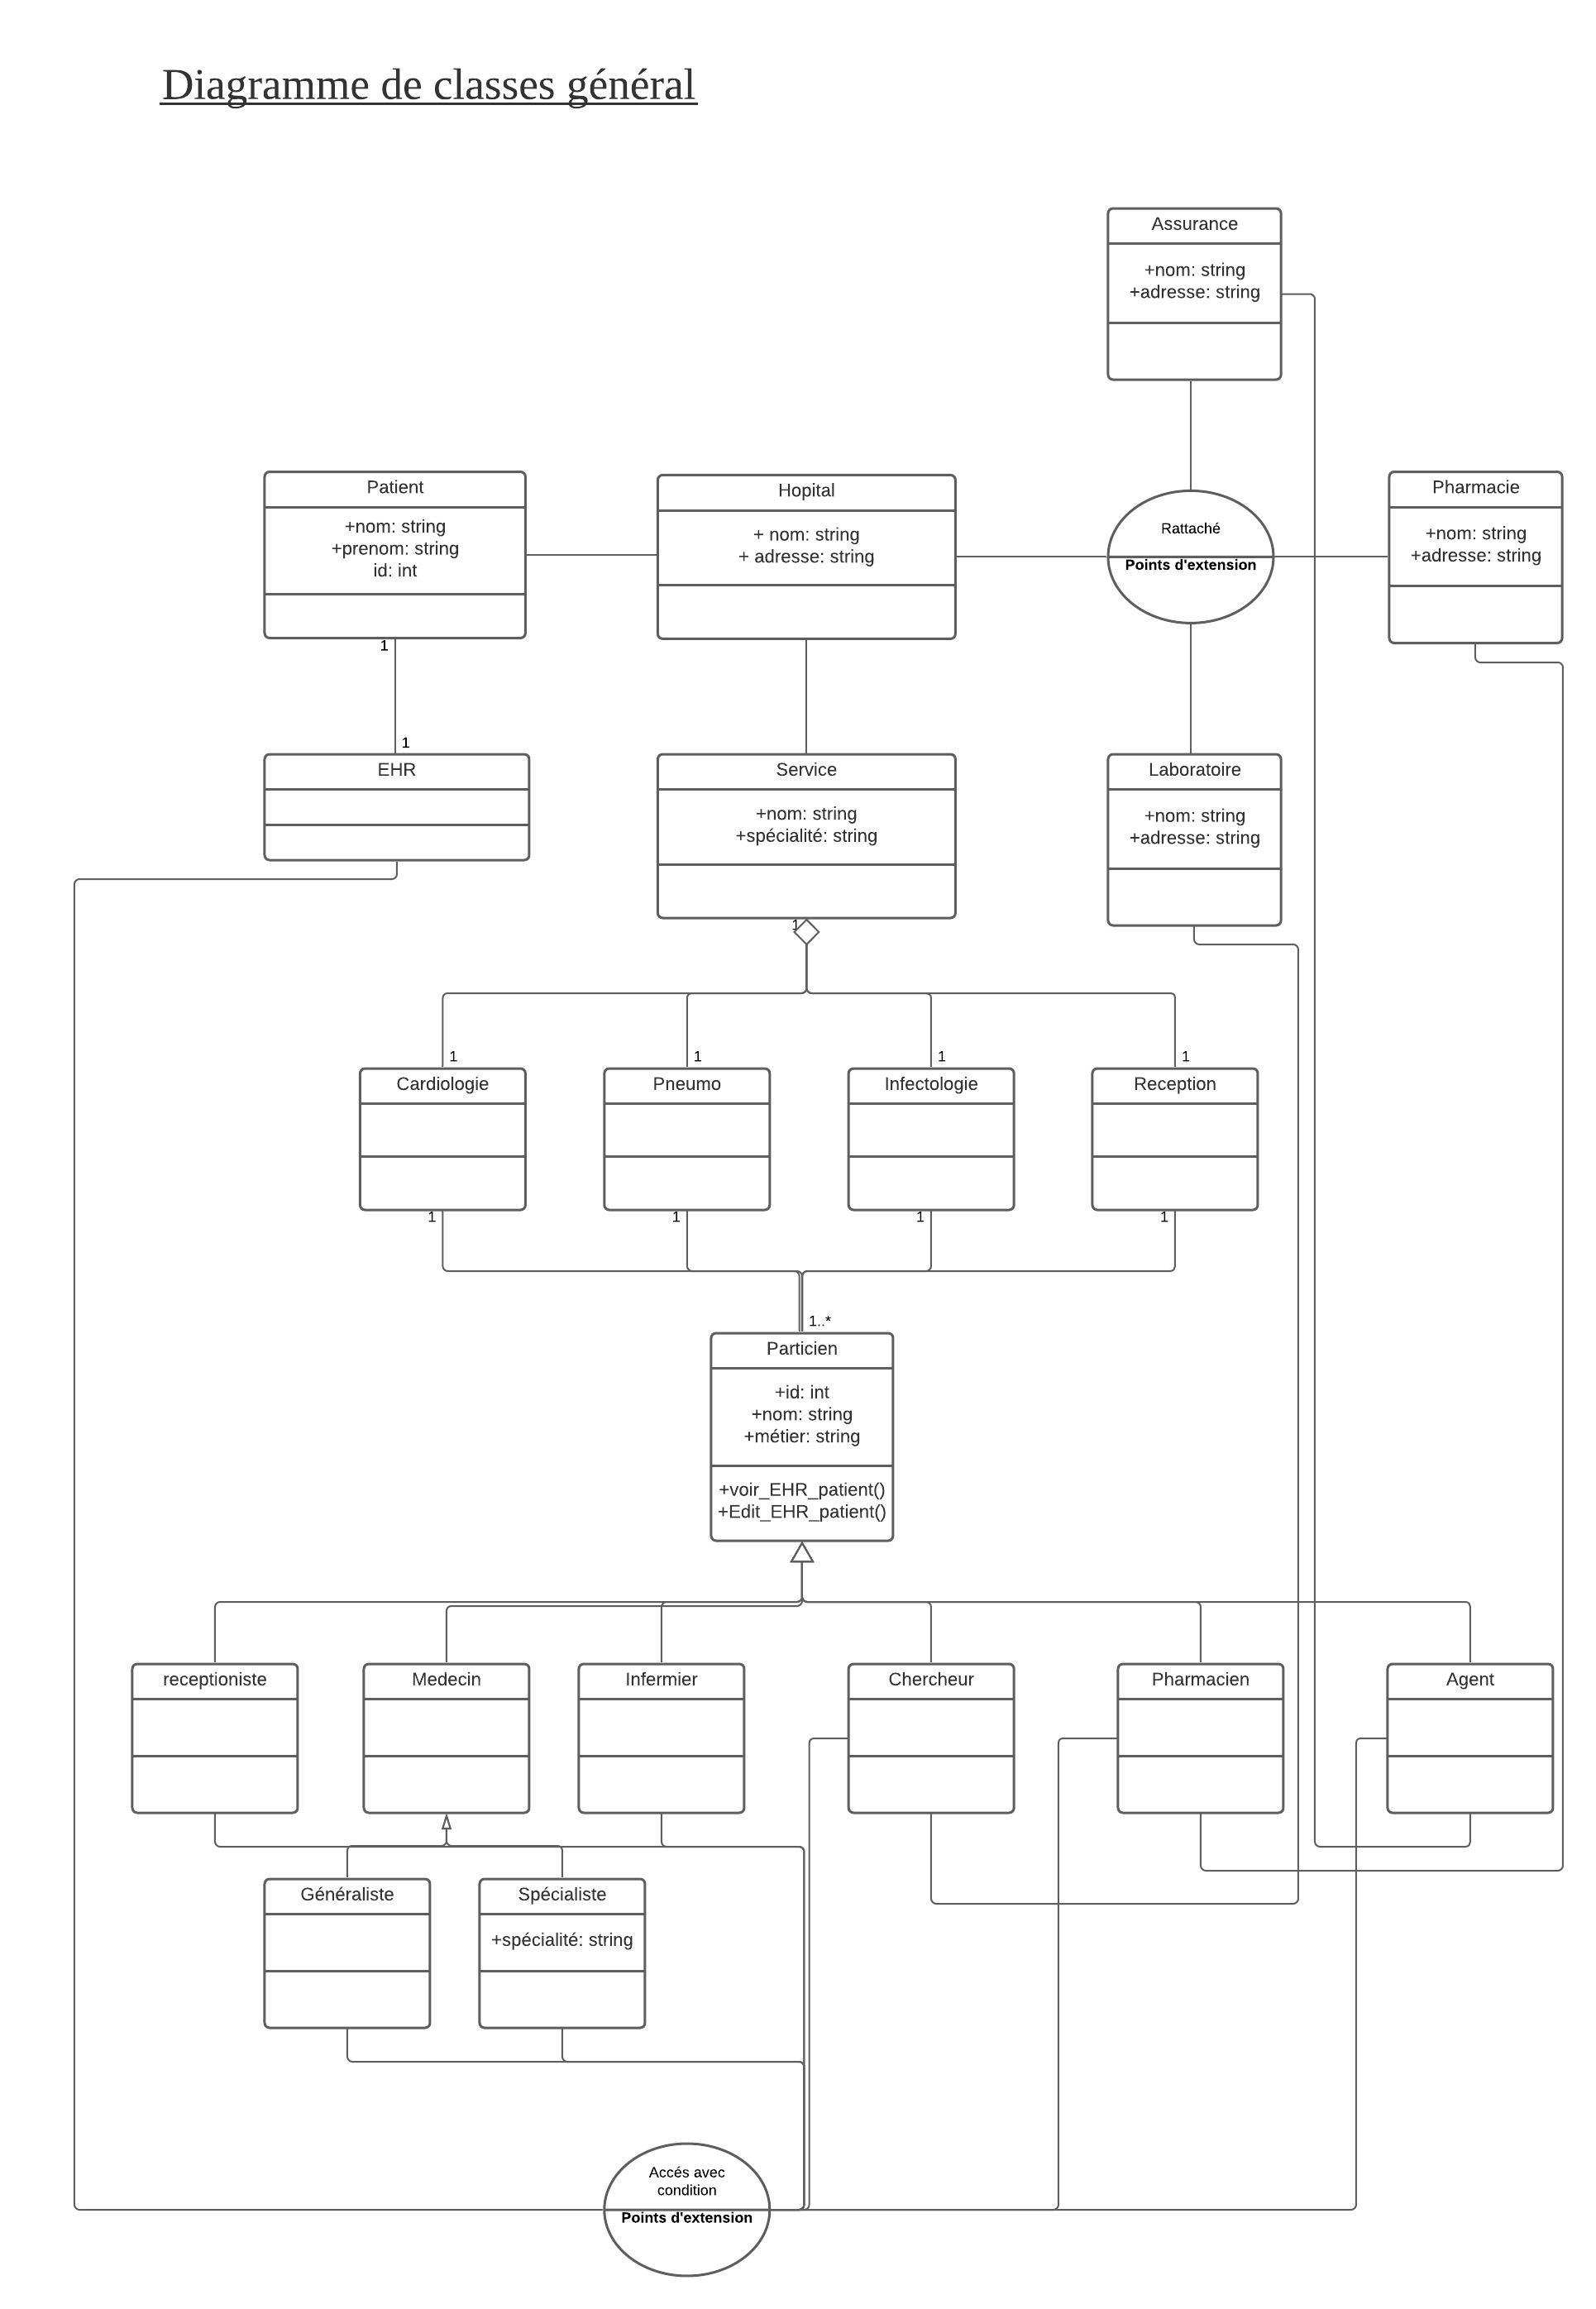 Diagramme de classes général
Assurance
+nom: string
+adresse: string
Patient
+nom: string
+prenom: string
id: int
Hopital
+ nom: string
+ adresse: string
Rattaché
Points d'extension
Pharmacie
+nom: string
+adresse: string
1
1
EHR
Service
+nom: string
+spécialité: string
Laboratoire
+nom: string
+adresse: string
1
1
1
1
1
Cardiologie
Pneumo
Infectologie
Reception
1
1
1
1
1..*
Particien
+id: int
+nom: string
+métier: string
+voir_EHR_patient()
+Edit_EHR_patient()
receptioniste
Medecin
Infermier
Chercheur
Pharmacien
Agent
Généraliste
Spécialiste
+spécialité: string
Accés avec
condition
Points d'extension